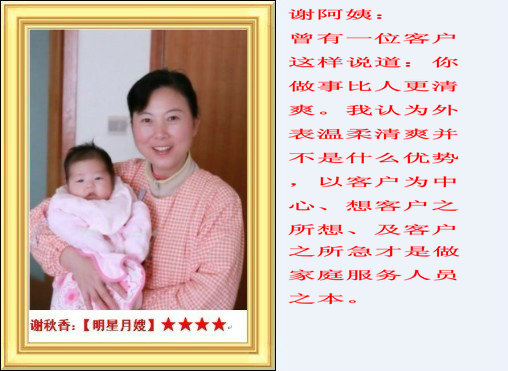 谢阿姨：
曾有一位客户
这样说道：你
做事比人更清
爽。我认为外
表温柔清爽并
不是什么优势
，以客户为中
心、想客户之
所想、及客户
之所急才是做
家庭服务人员
之本。
谢秋香：【明星月嫂】★★★★